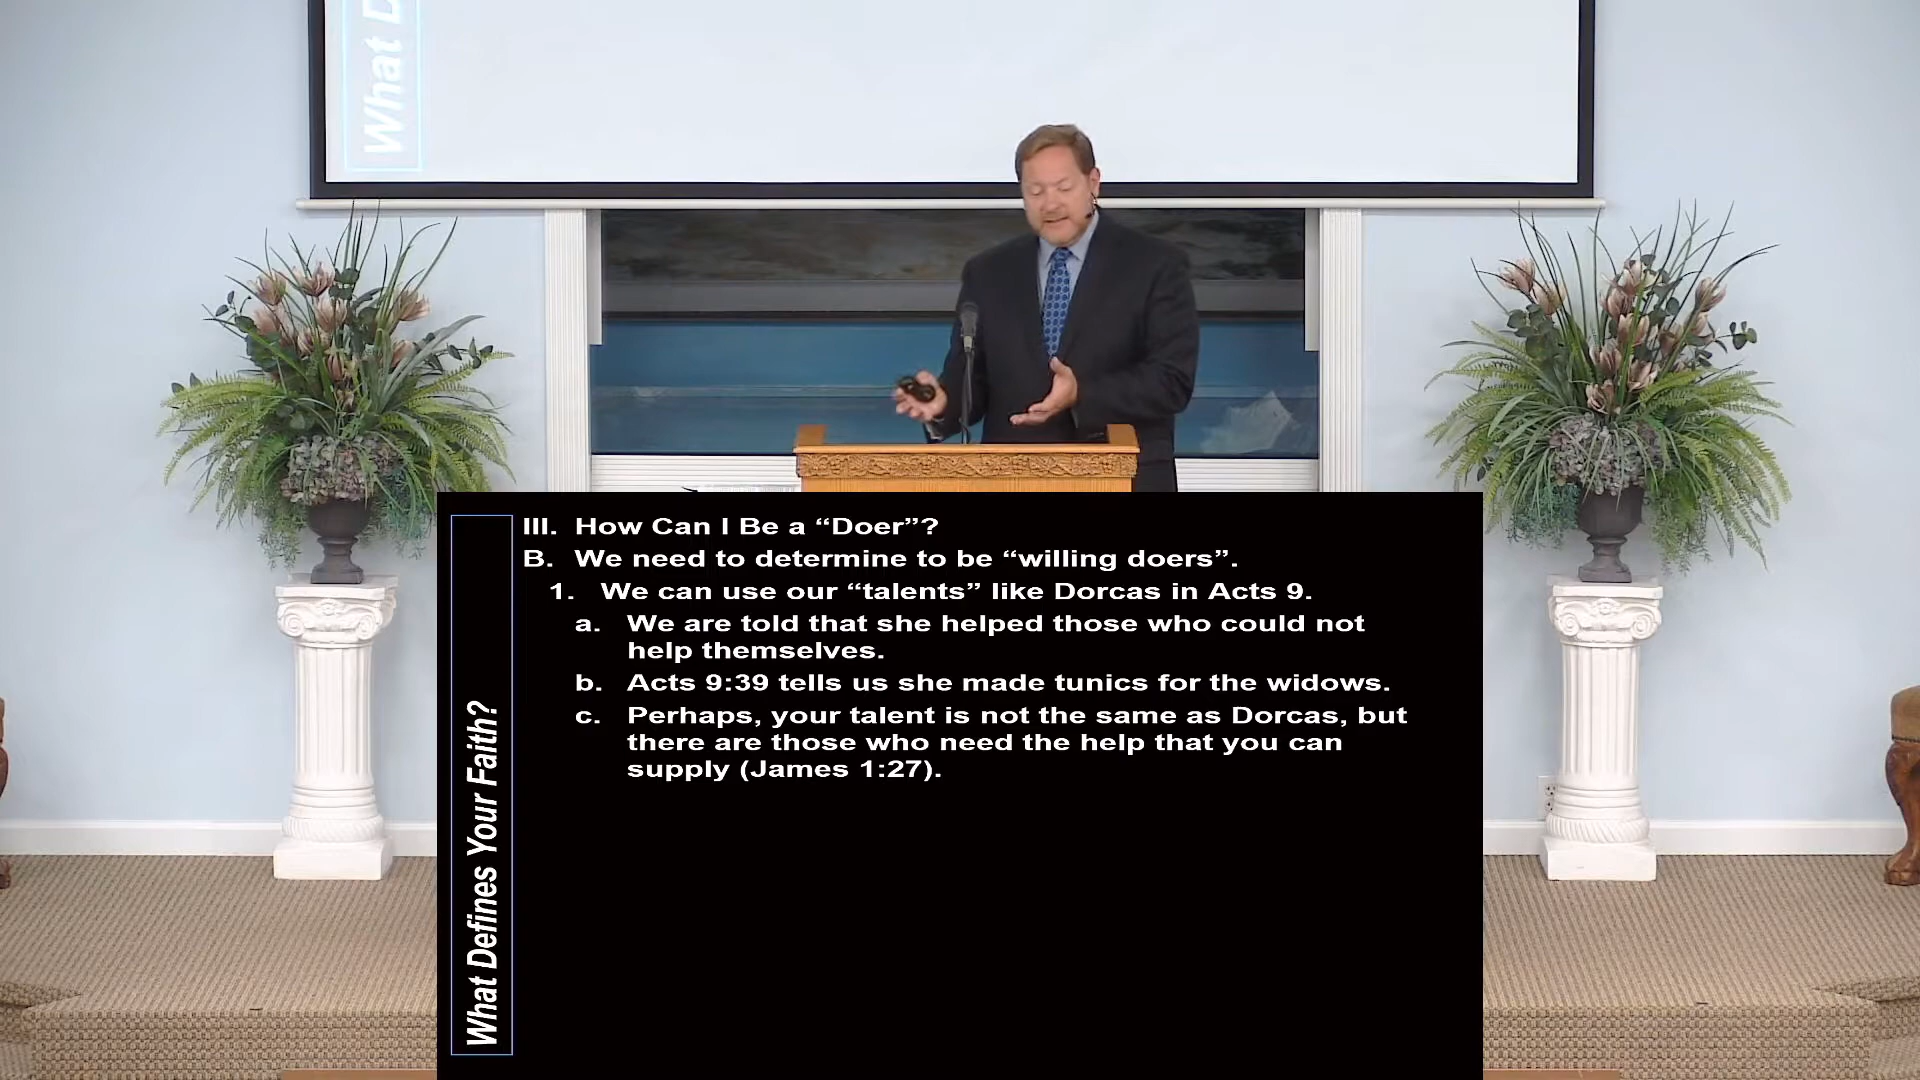 What D
III. How Can I Be a “Doer”?
B. We need to determine to be “willing doers”.
1. We can use our “talents” like Dorcas in Acts 9.
a. We are told that she helped those who could not
help themselves.
b. Acts 9:39 tells us she made tunics for the widows.
c. Perhaps, your talent is not the same as Dorcas, but
there are those who need the help that you can
supply (James 1:27).
What Defines Your Faith?